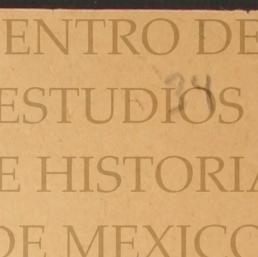 ENTRO DE
ESTUDIOS
34
E HISTORIA
DE MEXICO